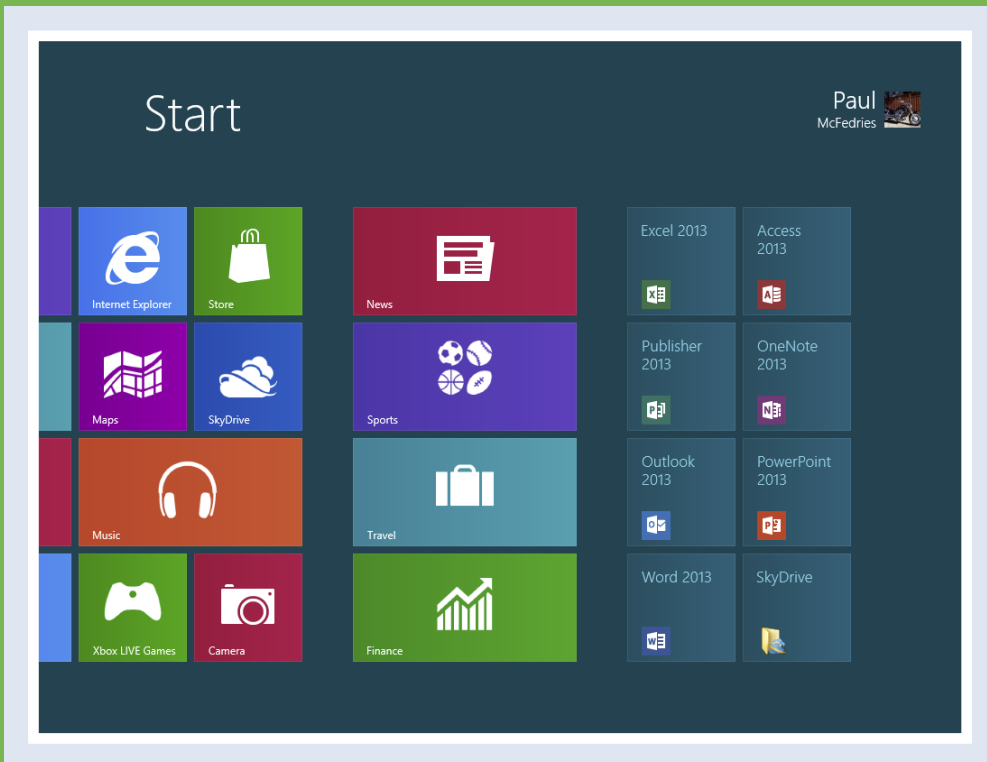 Start
Paul
McFedries
Internet Explorer
Store
Maps
SkyDrive
Music
Xbox LIVE Games
Camera
News
Sports
Travel
Finance
Excel 2013
Access
2013
Publisher
2013
OneNote
2013
Outlook
2013
PowerPoint
2013
Word 2013
SkyDrive